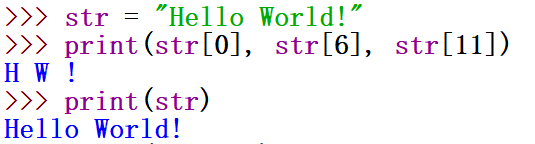 >>> str = "Hello World!"
>>> print(str[0], str[6], str[11])
H W !
>>> print(str)
Hello World!